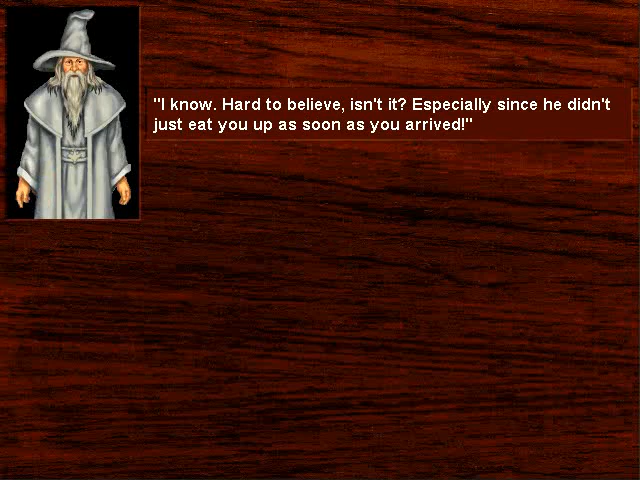 "I know. Hard to believe, isn't it? Especially since he didn't
just eat you up as soon as you arrived!"